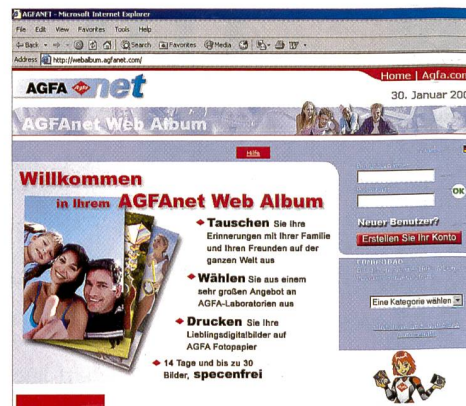 AGFANET - Microsoft Internet Explorer
File Edit View Favorites Tools Help
Back Search Favorites Media
Address http://webalbum.agfanet.com/
AGFA net
Home | Agfa.com
30. Januar 200
AGFAnet Web Album
Hilfe
Willkommen
in Ihrem AGFAnet Web Album
Tauschen Sie Ihre
Erinnerungen mit Ihrer Familie
und Ihren Freunden auf der
ganzen Welt aus
Wählen Sie aus einem
sehr großen Angebot an
AGFA-Laboratorien aus
Drucken Sie Ihre
Lieblingsdigitalbilder auf
AGFA Fotopapier
14 Tage und bis zu 30
Bilder, specenfrei
OK
Neuer Benutzer?
Erstellen Sie Ihr Konto
Eine Kategorie wählen